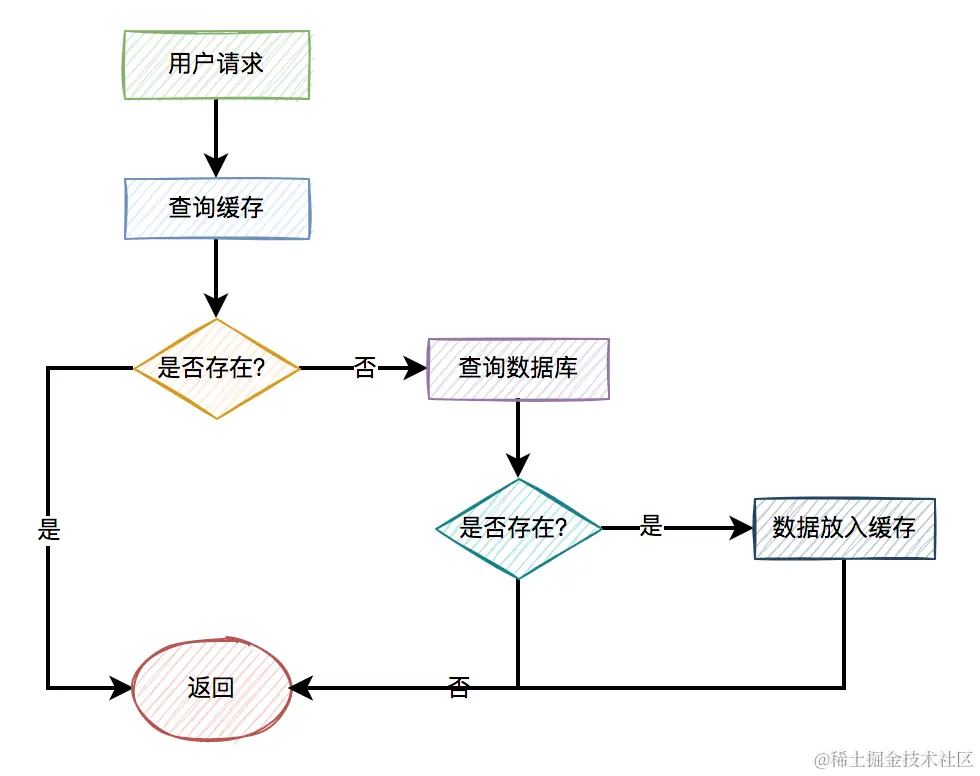 用户请求
查询缓存
是否存在?
否
查询数据库
是
是否存在?
是
数据放入缓存
返回
否
@稀土掘金技术社区